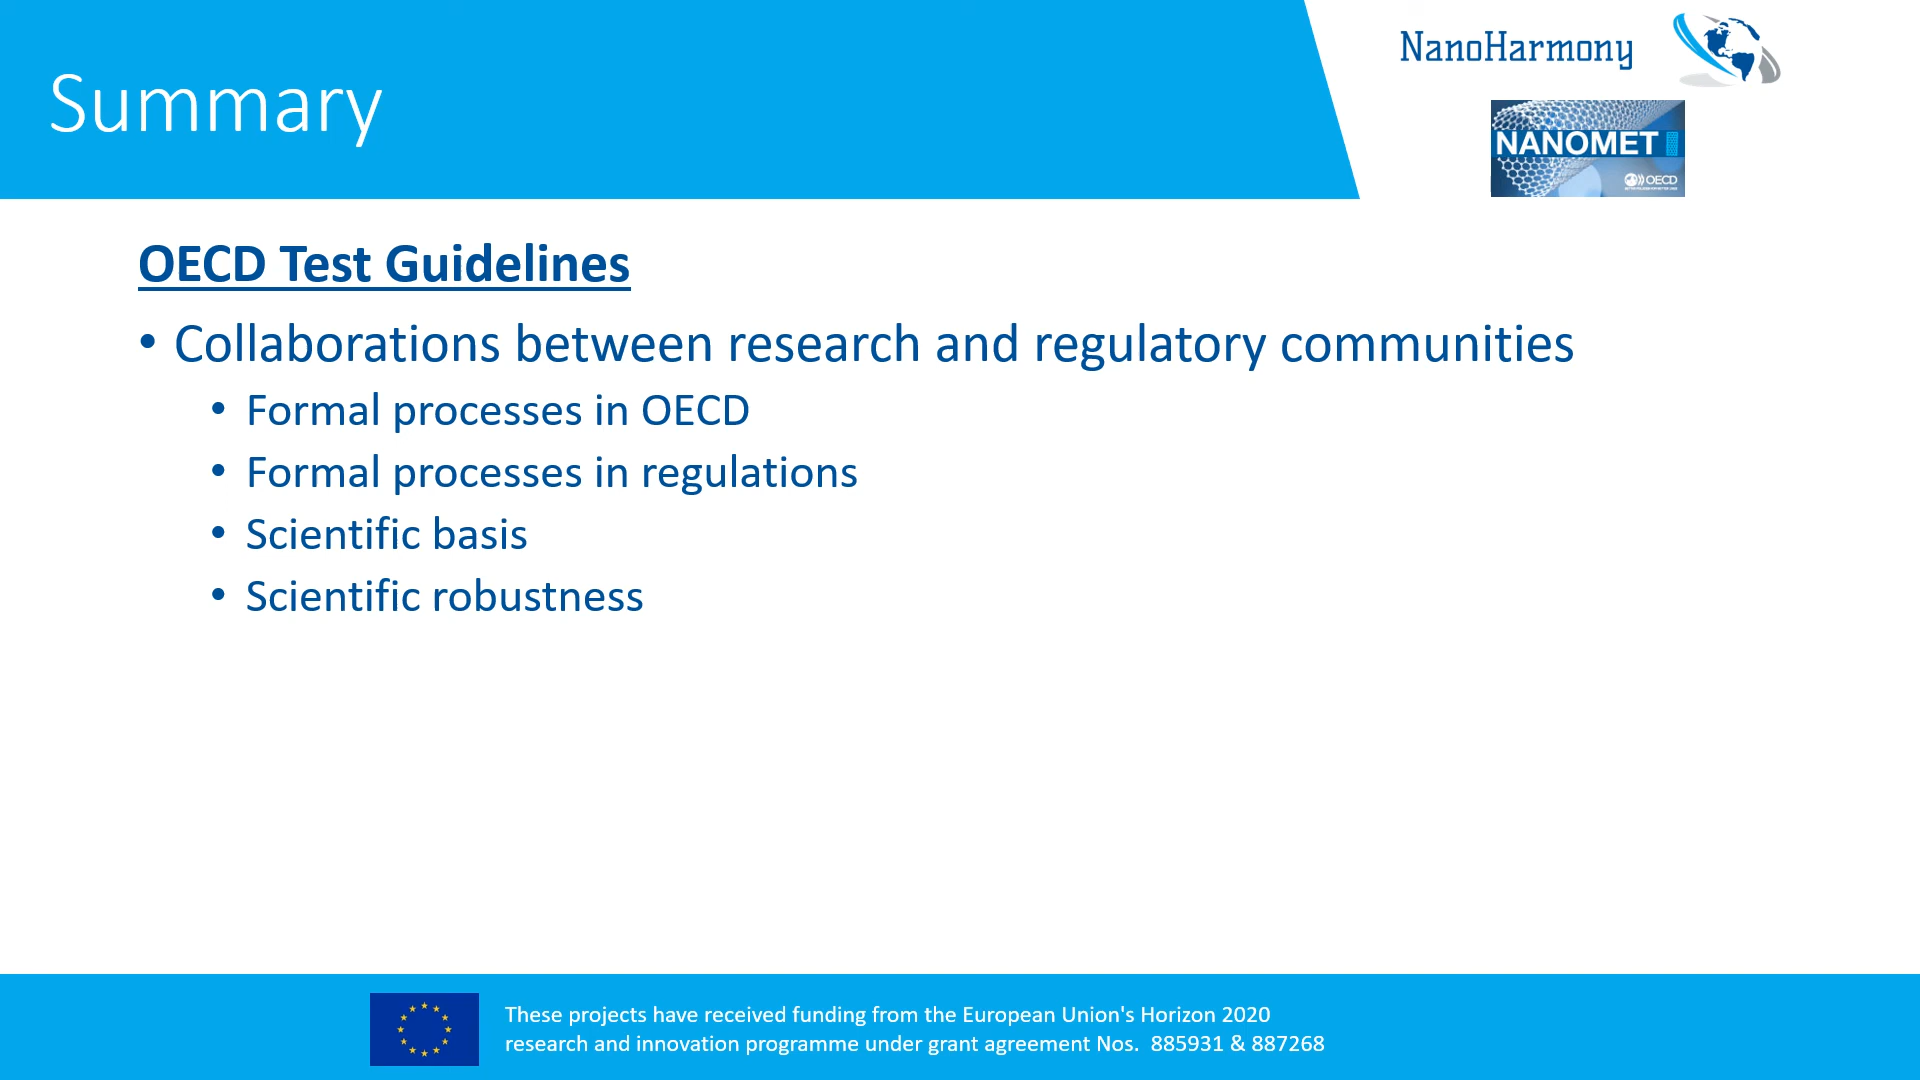 Summary
NanoHarmony
NANOMET
OECD
OECD Test Guidelines
• Collaborations between research and regulatory communities
• Formal processes in OECD
• Formal processes in regulations
• Scientific basis
• Scientific robustness
These projects have received funding from the European Union's Horizon 2020
research and innovation programme under grant agreement Nos.  885931 & 887268